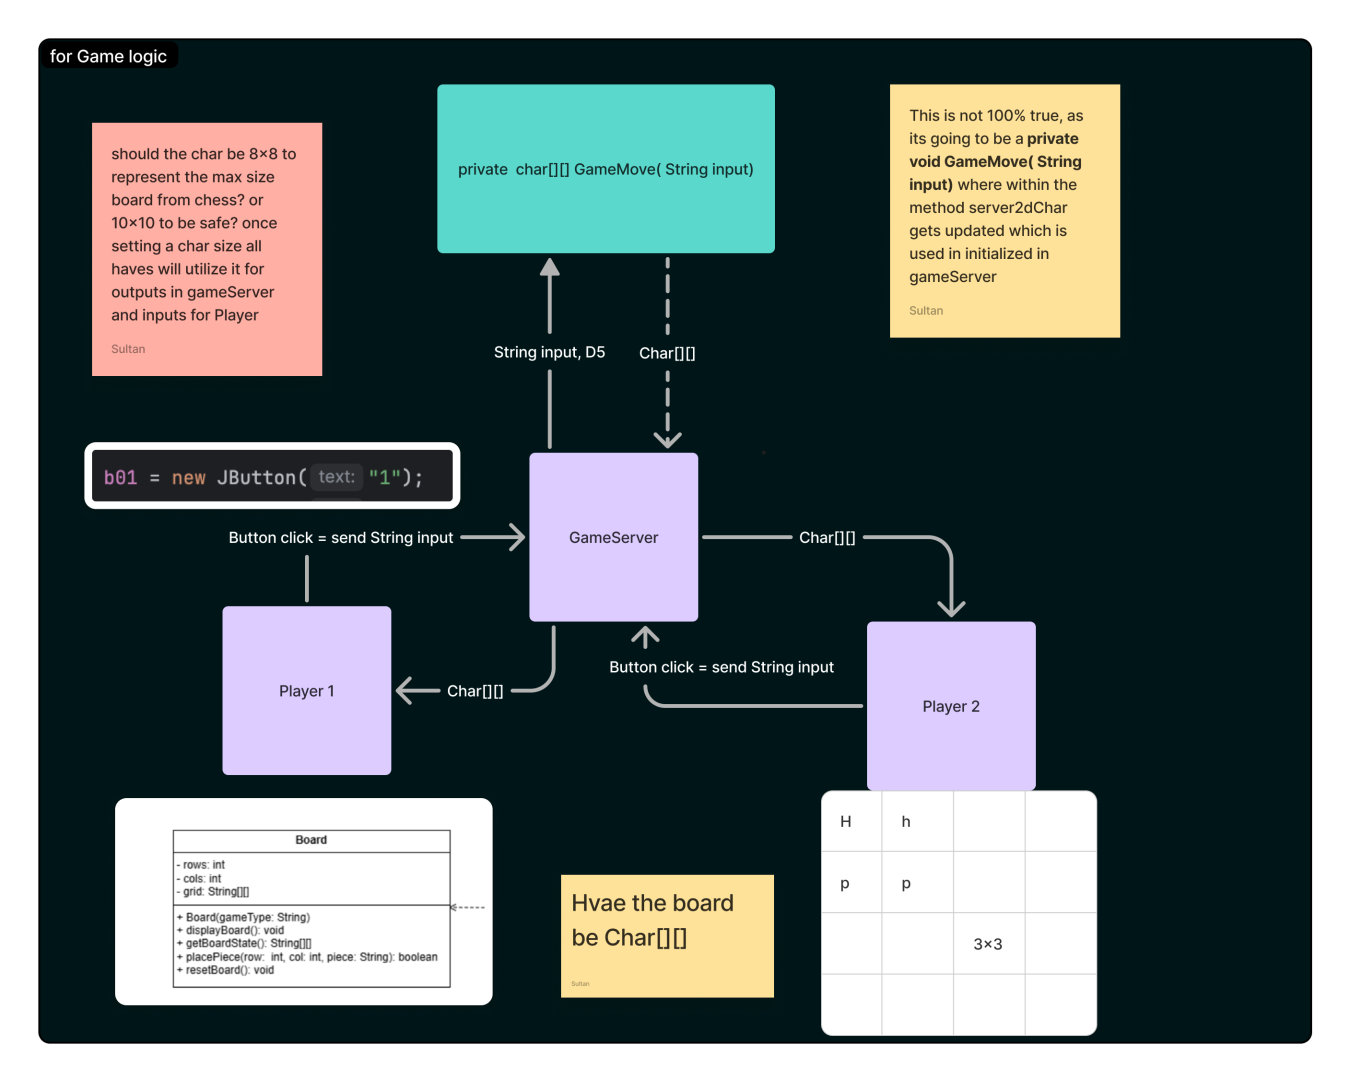 for Game logic
should the char be 8×8 to
represent the max size
board from chess? or
10×10 to be safe? once
setting a char size all
haves will utilize it for
outputs in gameServer
and inputs for Player
Sultan
private char[][] GameMove( String input)
This is not 100% true, as
its going to be a private
void GameMove( String
input) where within the
method server2dChar
gets updated which is
used in initialized in
gameServer
Sultan
String input, D5
Char[][]
b01 = new JButton( text: "1");
Button click = send String input
GameServer
Char[][]
Player 1
Char[][]
Button click = send String input
Player 2
Board
- rows: int
- cols: int
- grid: String[][]
+ Board(gameType: String)
+ displayBoard(): void
+ getBoardState(): String[][]
+ placePiece(row: int, col: int, piece: String): boolean
+ resetBoard(): void
Hvae the board
be Char[][]
Sultan
H h
p p
3×3